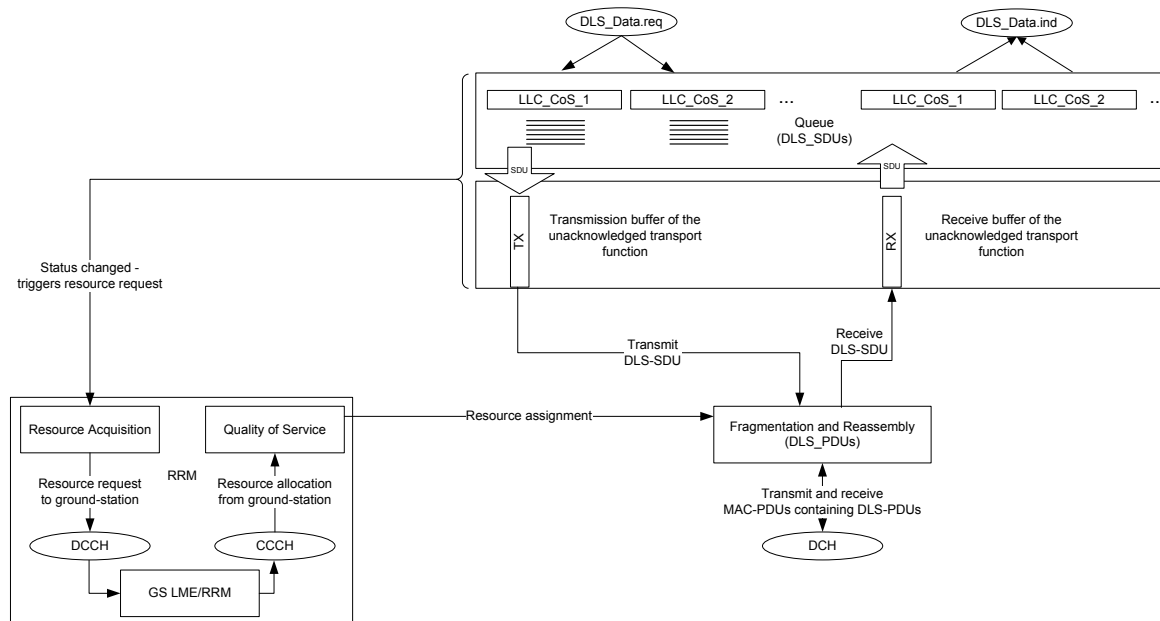 DLS_Data.req
DLS_Data.ind
LLC_CoS_1
LLC_CoS_2
...
LLC_CoS_1
LLC_CoS_2
...
Queue
(DLS_SDUs)
SDU
SDU
TX
Transmission buffer of the
unacknowledged transport
function
RX
Receive buffer of the
unacknowledged transport
function
Status changed -
triggers resource request
Transmit
DLS-SDU
Receive
DLS-SDU
Resource Acquisition
Quality of Service
Resource assignment
Fragmentation and Reassembly
(DLS_PDUs)
RRM
Resource request
to ground-station
Resource allocation
from ground-station
Transmit and receive
MAC-PDUs containing DLS-PDUs
DCCH
CCCH
DCH
GS LME/RRM